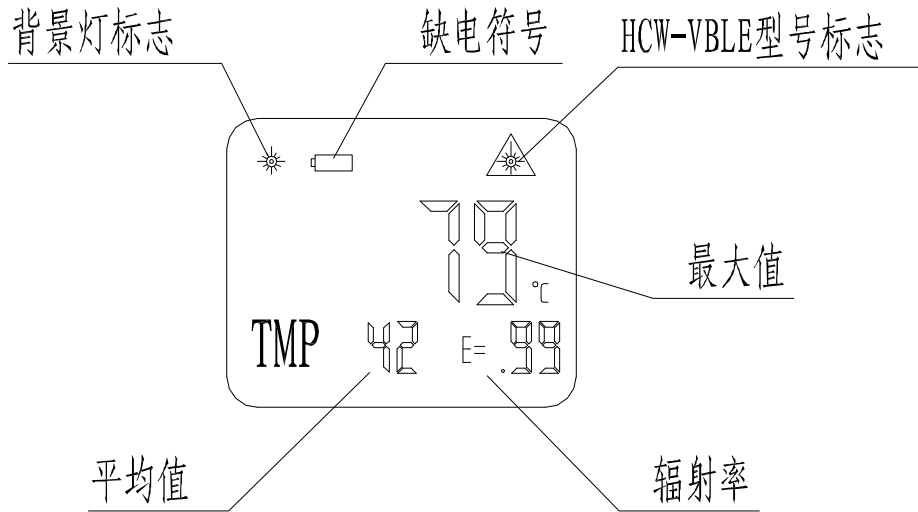 背景灯标志
缺电符号
HCW-VBLE型号标志
79 °C
最大值
TMP 42 E= .99
平均值
辐射率